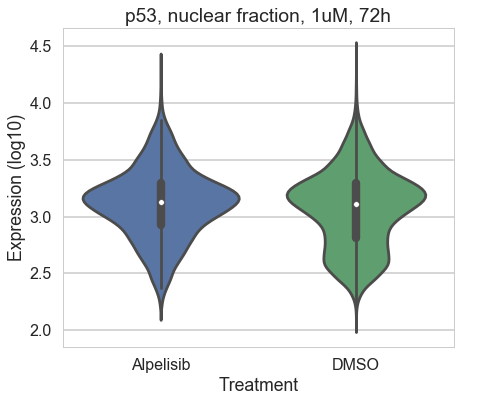 p53, nuclear fraction, 1uM, 72h
Expression (log10)
4.5
4.0
3.5
3.0
2.5
2.0
Alpelisib DMSO
Treatment